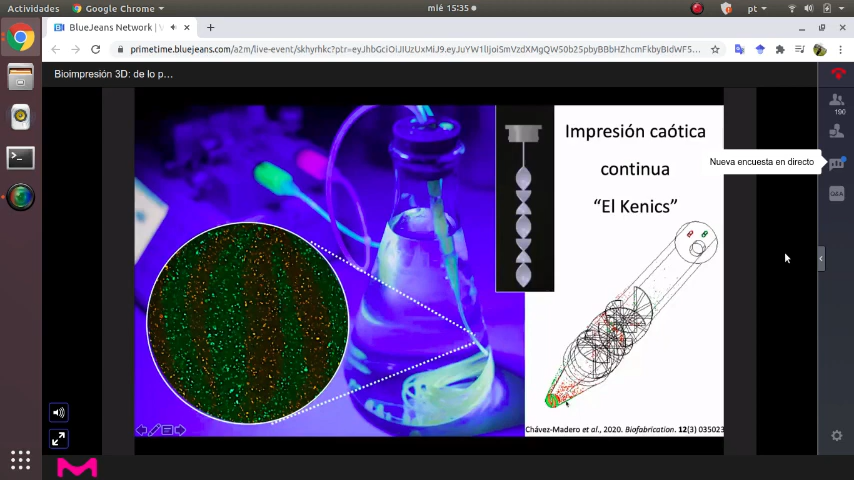 Actividades
Google Chrome
mié 15:35
pt
BlueJeans Network | V
primetime.bluejeans.com/a2m/live-event/skhyrhkc?ptr=eyJhbGciOiJIUzUxMiJ9.eyJuYW1lIjoiSmVzdXMgQW50b25pbyBBbHZhcmFkbyBIdWF5...
Bioimpresión 3D: de lo p...
190
Nueva encuesta en directo
Q&A
Impresión caótica
continua
“El Kenics”
Chávez-Madero et al., 2020. Biofabrication. 12(3) 035023